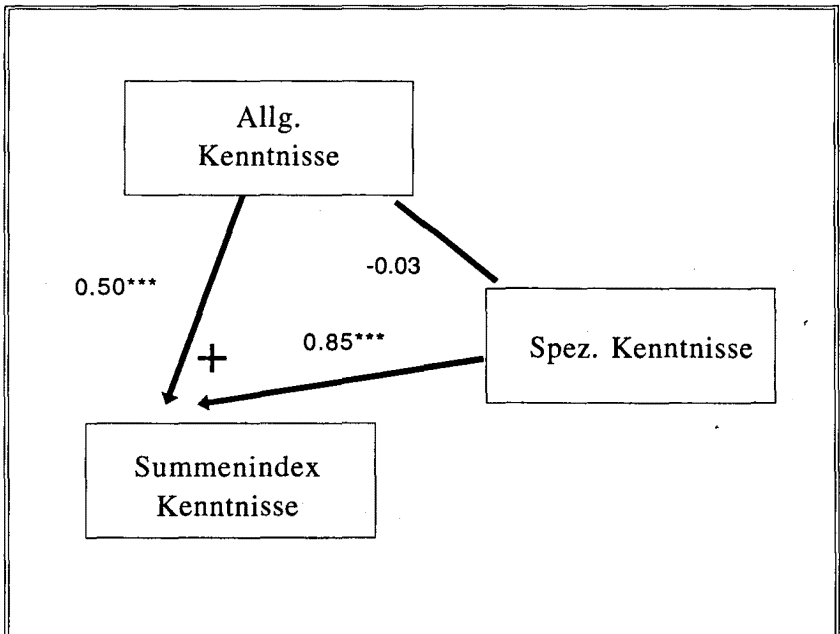 Allg.
Kenntnisse
0.50***
-0.03
+
0.85***
Spez. Kenntnisse
Summenindex
Kenntnisse